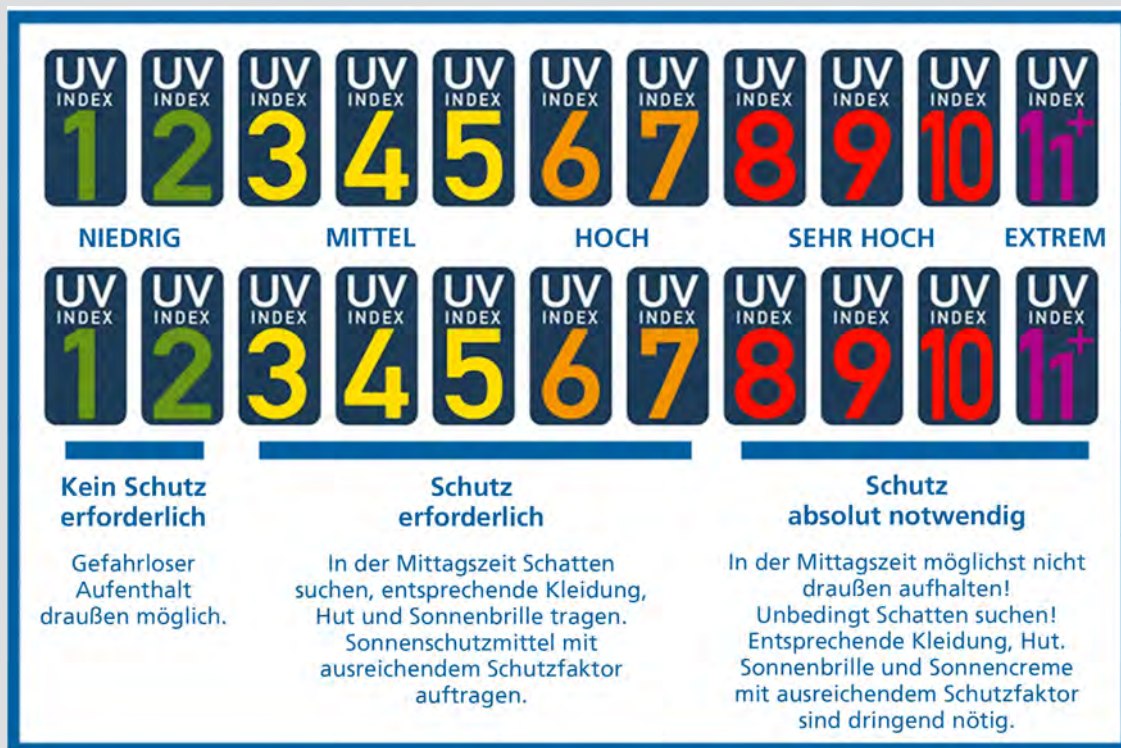 UV UV UV UV UV UV UV UV UV UV UV
INDEX INDEX INDEX INDEX INDEX INDEX INDEX INDEX INDEX INDEX INDEX
1 2 3 4 5 6 7 8 9 10 11+
NIEDRIG MITTEL HOCH SEHR HOCH EXTREM
UV UV UV UV UV UV UV UV UV UV UV
INDEX INDEX INDEX INDEX INDEX INDEX INDEX INDEX INDEX INDEX INDEX
1 2 3 4 5 6 7 8 9 10 11+
Kein Schutz
erforderlich
Gefahrloser
Aufenthalt
draußen möglich.
Schutz
erforderlich
In der Mittagszeit Schatten
suchen, entsprechende Kleidung,
Hut und Sonnenbrille tragen.
Sonnenschutzmittel mit
ausreichendem Schutzfaktor
auftragen.
Schutz
absolut notwendig
In der Mittagszeit möglichst nicht
draußen aufhalten!
Unbedingt Schatten suchen!
Entsprechende Kleidung, Hut.
Sonnenbrille und Sonnencreme
mit ausreichendem Schutzfaktor
sind dringend nötig.